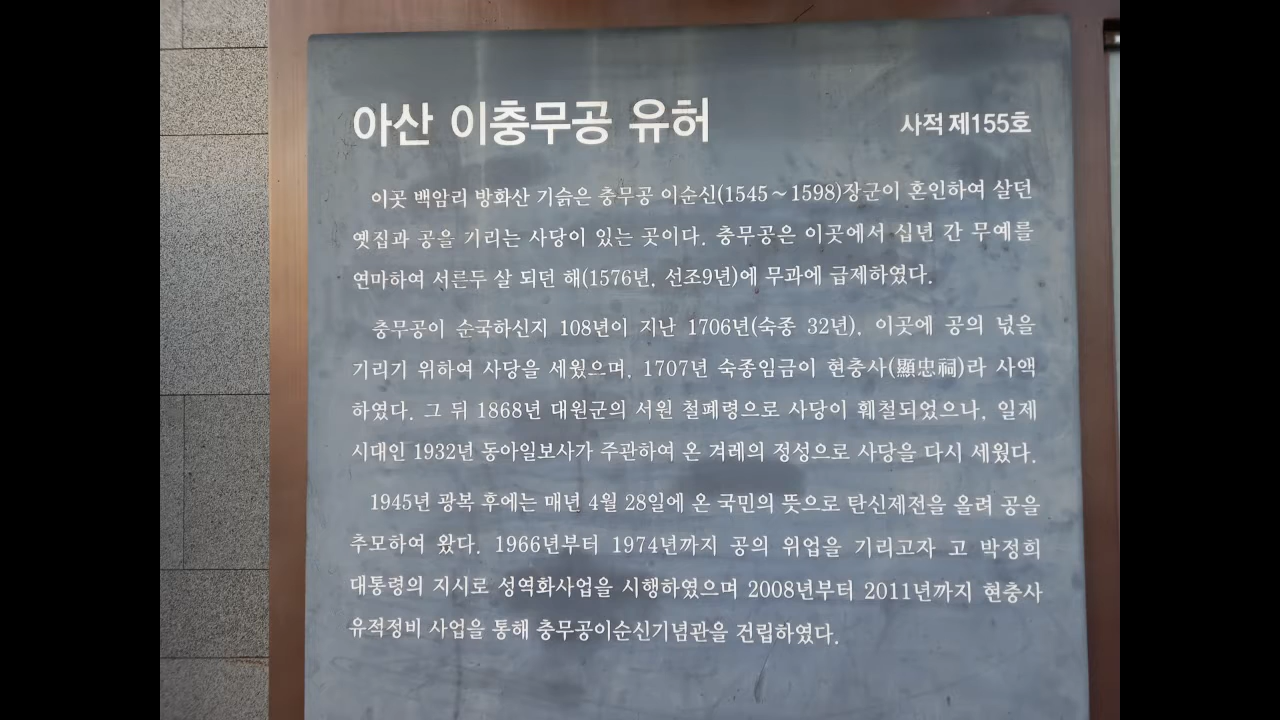 아산 이충무공 유허
사적 제155호
이곳 백암리 방화산 기슭은 충무공 이순신(1545～1598)장군이 혼인하여 살던
옛집과 공을 기리는 사당이 있는 곳이다. 충무공은 이곳에서 십년 간 무예를
연마하여 서른두 살 되던 해(1576년, 선조9년)에 무과에 급제하였다.
충무공이 순국하신지 108년이 지난 1706년(숙종 32년), 이곳에 공의 넋을
기리기 위하여 사당을 세웠으며, 1707년 숙종임금이 현충사(顯忠祠)라 사액
하였다. 그 뒤 1868년 대원군의 서원 철폐령으로 사당이 훼철되었으나, 일제
시대인 1932년 동아일보사가 주관하여 온 겨레의 정성으로 사당을 다시 세웠다.
1945년 광복 후에는 매년 4월 28일에 온 국민의 뜻으로 탄신제전을 올려 공을
추모하여 왔다. 1966년부터 1974년까지 공의 위업을 기리고자 고 박정희
대통령의 지시로 성역화사업을 시행하였으며 2008년부터 2011년까지 현충사
유적정비 사업을 통해 충무공이순신기념관을 건립하였다.